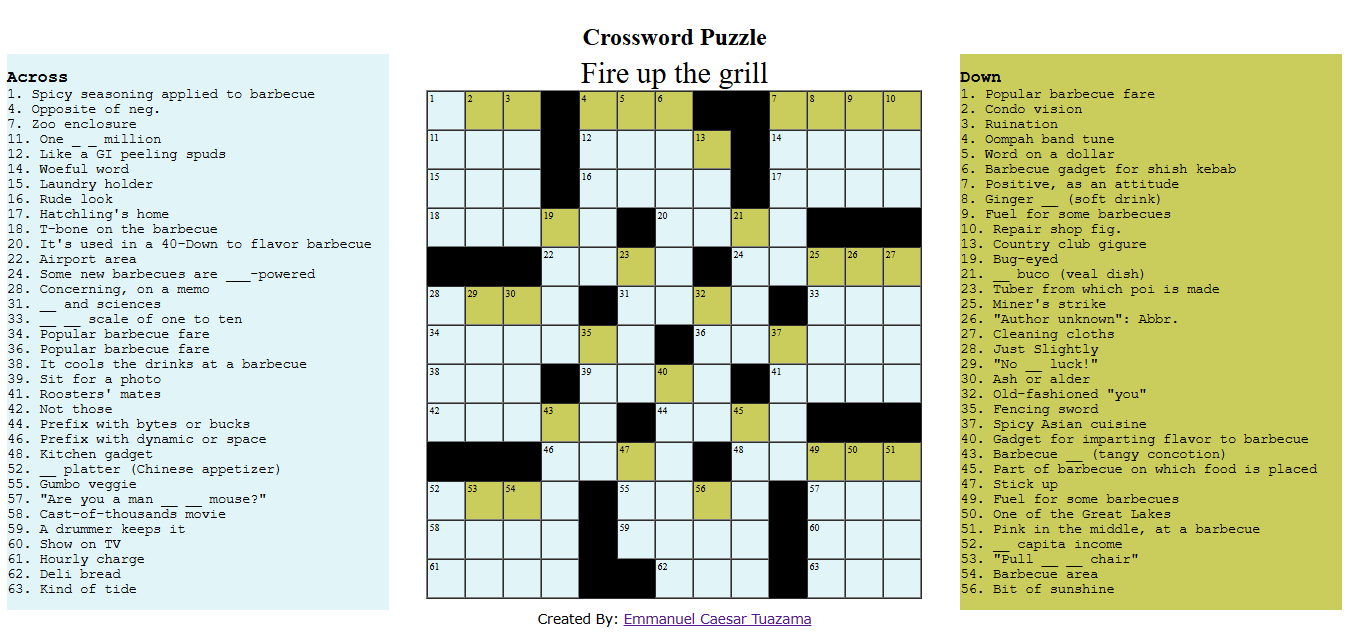 Crossword Puzzle
Fire up the grill
Across
1. Spicy seasoning applied to barbecue
4. Opposite of neg.
7. Zoo enclosure
11. One _ _ million
12. Like a GI peeling spuds
14. Woeful word
15. Laundry holder
16. Rude look
17. Hatchling's home
18. T-bone on the barbecue
20. It's used in a 40-Down to flavor barbecue
22. Airport area
24. Some new barbecues are ___-powered
28. Concerning, on a memo
31. __ and sciences
33. __ __ scale of one to ten
34. Popular barbecue fare
36. Popular barbecue fare
38. It cools the drinks at a barbecue
39. Sit for a photo
41. Roosters' mates
42. Not those
44. Prefix with bytes or bucks
46. Prefix with dynamic or space
48. Kitchen gadget
52. __ platter (Chinese appetizer)
55. Gumbo veggie
57. "Are you a man __ __ mouse?"
58. Cast-of-thousands movie
59. A drummer keeps it
60. Show on TV
61. Hourly charge
62. Deli bread
63. Kind of tide
1 2 3 4 5 6 7 8 9 10
11 12 13 14
15 16 17
18 19 20 21
22 23 24 25 26 27
28 29 30 31 32 33
34 35 36 37
38 39 40 41
42 43 44 45
46 47 48 49 50 51
52 53 54 55 56 57
58 59 60
61 62 63
Down
1. Popular barbecue fare
2. Condo vision
3. Ruination
4. Oompah band tune
5. Word on a dollar
6. Barbecue gadget for shish kebab
7. Positive, as an attitude
8. Ginger __ (soft drink)
9. Fuel for some barbecues
10. Repair shop fig.
13. Country club gigure
19. Bug-eyed
21. __ buco (veal dish)
23. Tuber from which poi is made
25. Miner's strike
26. "Author unknown": Abbr.
27. Cleaning cloths
28. Just Slightly
29. "No __ luck!"
30. Ash or alder
32. Old-fashioned "you"
35. Fencing sword
37. Spicy Asian cuisine
40. Gadget for imparting flavor to barbecue
43. Barbecue __ (tangy concotion)
45. Part of barbecue on which food is placed
47. Stick up
49. Fuel for some barbecues
50. One of the Great Lakes
51. Pink in the middle, at a barbecue
52. __ capita income
53. "Pull __ __ chair"
54. Barbecue area
56. Bit of sunshine
Created By: Emmanuel Caesar Tuazama